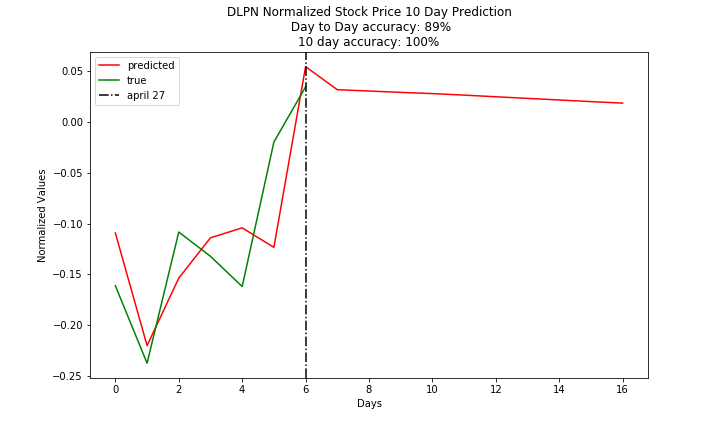 DLPN Normalized Stock Price 10 Day Prediction
Day to Day accuracy: 89%
10 day accuracy: 100%
predicted
true
april 27
0.05
0.00
−0.05
−0.10
−0.15
−0.20
−0.25
Normalized Values
0 2 4 6 8 10 12 14 16
Days